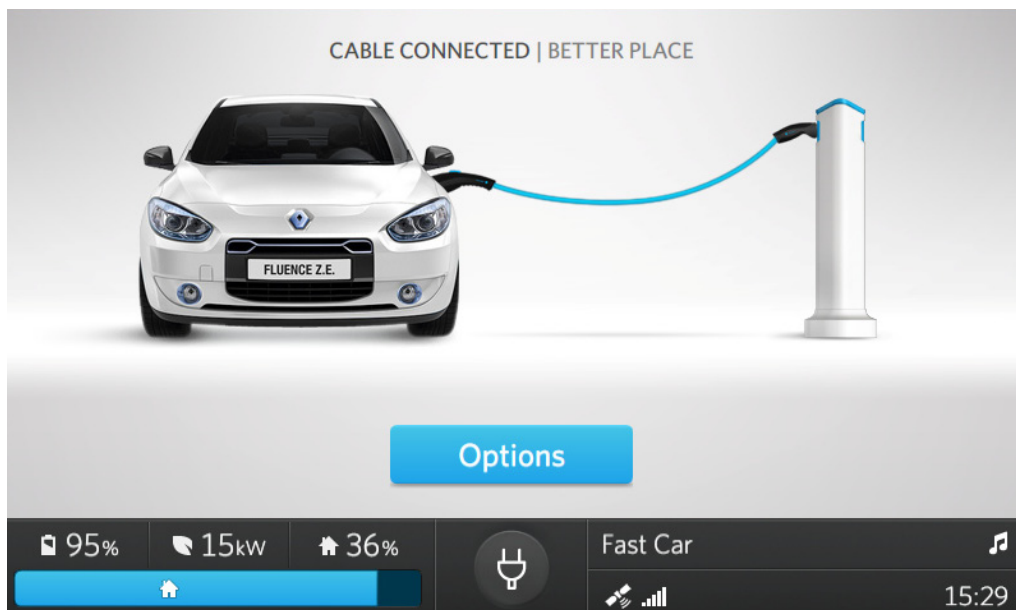 CABLE CONNECTED | BETTER PLACE
FLUENCE Z.E.
Options
95% 15kW 36%
Fast Car
15:29